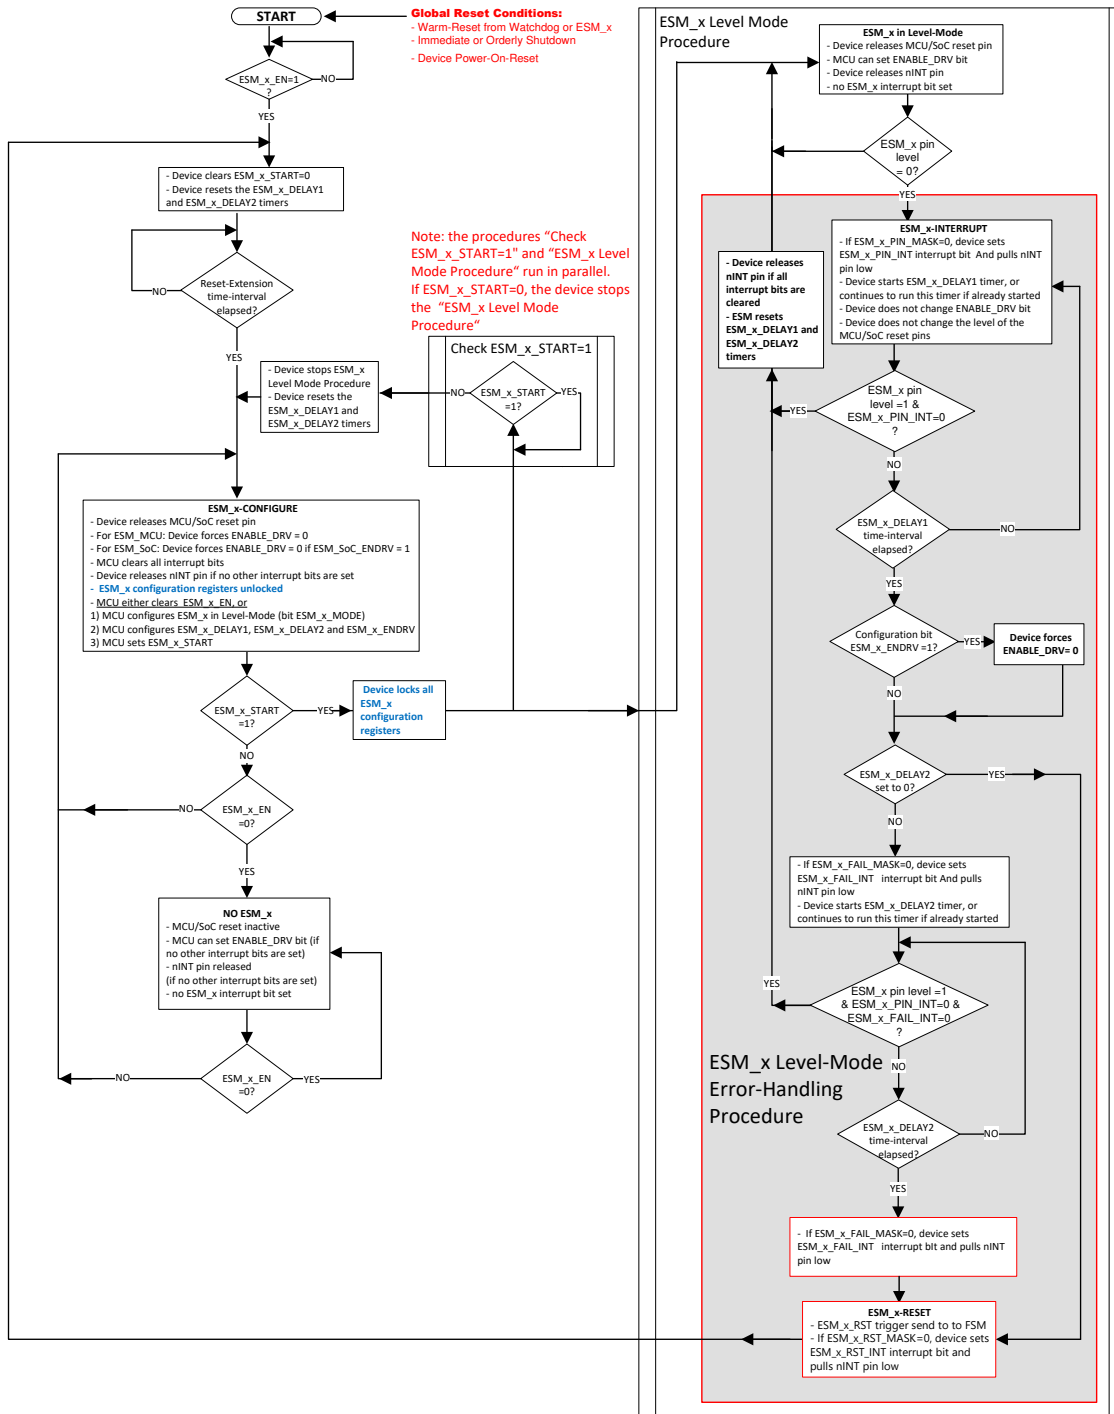 START
Global Reset Conditions:
- Warm-Reset from Watchdog or ESM_x
- Immediate or Orderly Shutdown
- Device Power-On-Reset
ESM_x_EN=1
?
NO
YES
- Device clears ESM_x_START=0
- Device resets the ESM_x_DELAY1
and ESM_x_DELAY2 timers
Reset-Extension
time-interval
elapsed?
NO
YES
Note: the procedures “Check
ESM_x_START=1" and “ESM_x Level
Mode Procedure“ run in parallel.
If ESM_x_START=0, the device stops
the “ESM_x Level Mode
Procedure“
Check ESM_x_START=1
ESM_x_START
=1?
YES
NO
- Device stops ESM_x
Level Mode Procedure
- Device resets the
ESM_x_DELAY1 and
ESM_x_DELAY2 timers
ESM_x-CONFIGURE
- Device releases MCU/SoC reset pin
- For ESM_MCU: Device forces ENABLE_DRV = 0
- For ESM_SoC: Device forces ENABLE_DRV = 0 if ESM_SoC_ENDRV = 1
- MCU clears all interrupt bits
- Device releases nINT pin if no other interrupt bits are set
- ESM_x configuration registers unlocked
- MCU either clears ESM_x_EN, or
1) MCU configures ESM_x in Level-Mode (bit ESM_x_MODE)
2) MCU configures ESM_x_DELAY1, ESM_x_DELAY2 and ESM_x_ENDRV
3) MCU sets ESM_x_START
ESM_x_START
=1?
YES
NO
Device locks all
ESM_x
configuration
registers
ESM_x_EN
=0?
NO
YES
NO ESM_x
- MCU/SoC reset inactive
- MCU can set ENABLE_DRV bit (if
no other interrupt bits are set)
- nINT pin released
(if no other interrupt bits are set)
- no ESM_x interrupt bit set
ESM_x_EN
=0?
NO
YES
ESM_x Level Mode
Procedure
ESM_x in Level-Mode
- Device releases MCU/SoC reset pin
- MCU can set ENABLE_DRV bit
- Device releases nINT pin
- no ESM_x interrupt bit set
ESM_x pin
level
= 0?
YES
ESM_x-INTERRUPT
- If ESM_x_PIN_MASK=0, device sets
ESM_x_PIN_INT interrupt bit And pulls nINT
pin low
- Device starts ESM_x_DELAY1 timer, or
continues to run this timer if already started
- Device does not change ENABLE_DRV bit
- Device does not change the level of the
MCU/SoC reset pins
- Device releases
nINT pin if all
interrupt bits are
cleared
- ESM resets
ESM_x_DELAY1 and
ESM_x_DELAY2
timers
ESM_x pin
level =1 &
ESM_x_PIN_INT=0
?
YES
NO
ESM_x_DELAY1
time-interval
elapsed?
NO
YES
Configuration bit
ESM_x_ENDRV =1?
YES
Device forces
ENABLE_DRV= 0
NO
ESM_x_DELAY2
set to 0?
YES
NO
- If ESM_x_FAIL_MASK=0, device sets
ESM_x_FAIL_INT interrupt bit And pulls
nINT pin low
- Device starts ESM_x_DELAY2 timer, or
continues to run this timer if already started
ESM_x pin level =1
& ESM_x_PIN_INT=0 &
ESM_x_FAIL_INT=0
?
YES
NO
ESM_x Level-Mode
Error-Handling
Procedure
ESM_x_DELAY2
time-interval
elapsed?
NO
YES
- If ESM_x_FAIL_MASK=0, device sets
ESM_x_FAIL_INT interrupt bIt and pulls nINT
pin low
ESM_x-RESET
- ESM_x_RST trigger send to to FSM
- If ESM_x_RST_MASK=0, device sets
ESM_x_RST_INT interrupt bit and
pulls nINT pin low